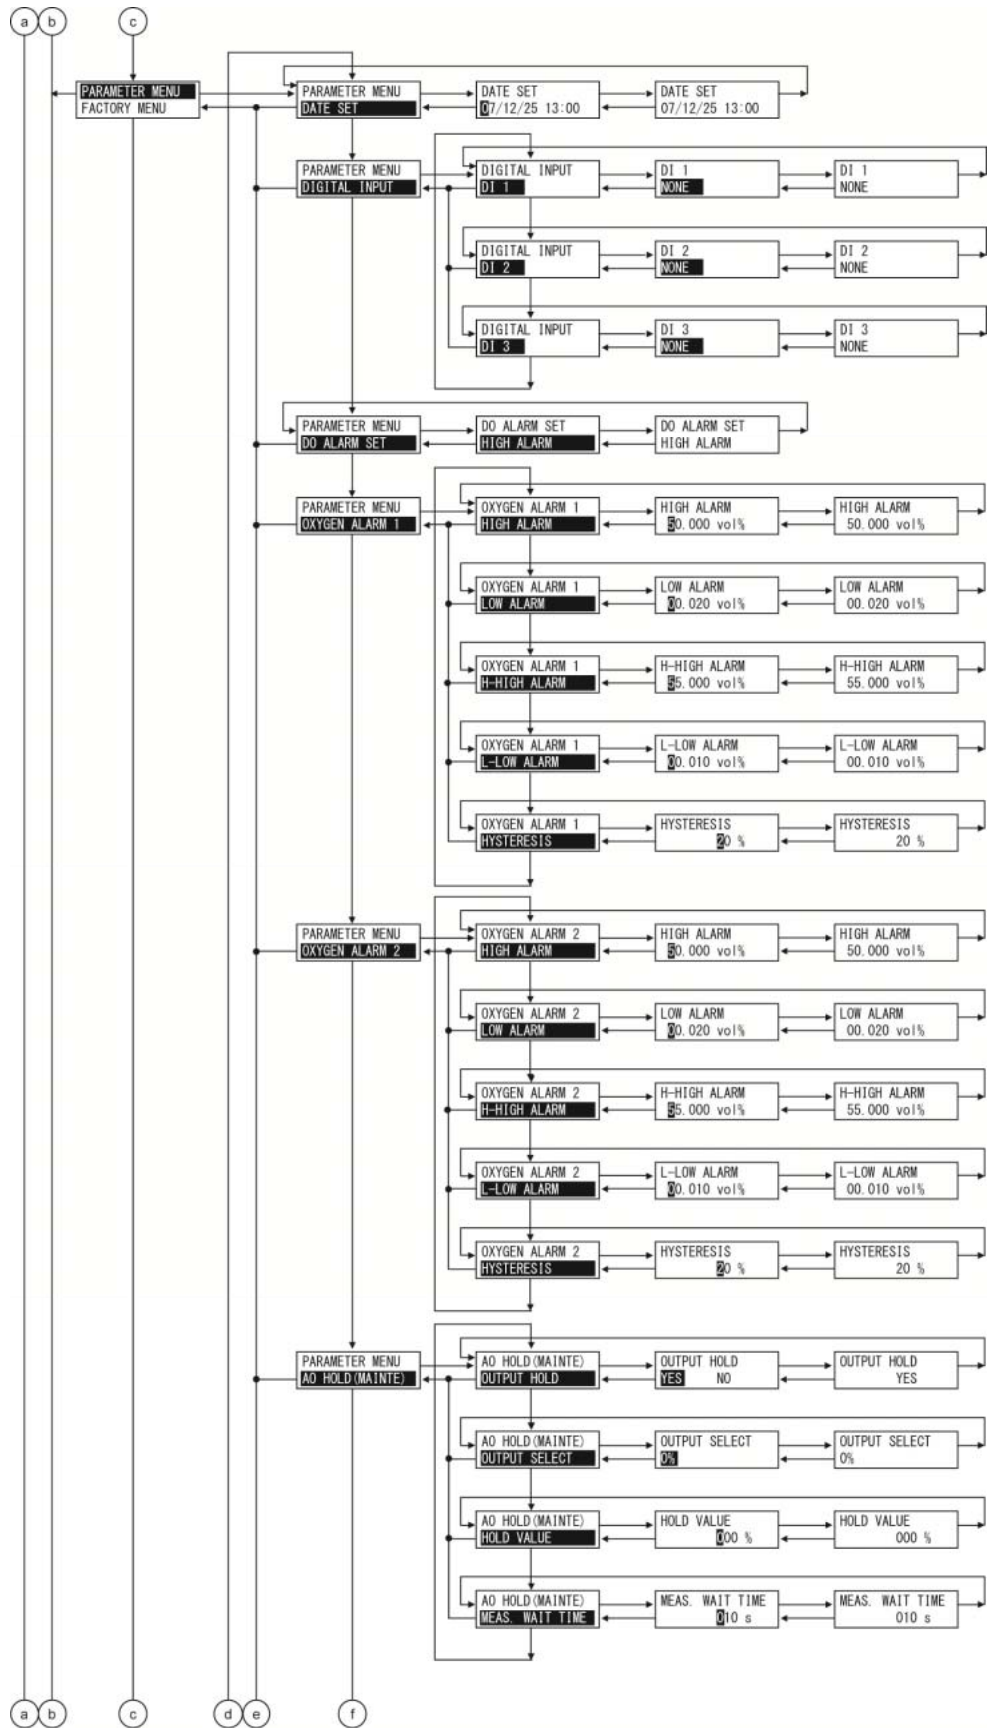 a b c
PARAMETER MENU
FACTORY MENU
PARAMETER MENU
DATE SET
DATE SET
07/12/25 13:00
DATE SET
07/12/25 13:00
PARAMETER MENU
DIGITAL INPUT
DIGITAL INPUT
DI 1
DI 1
NONE
DI 1
NONE
DIGITAL INPUT
DI 2
DI 2
NONE
DI 2
NONE
DIGITAL INPUT
DI 3
DI 3
NONE
DI 3
NONE
PARAMETER MENU
DO ALARM SET
DO ALARM SET
HIGH ALARM
DO ALARM SET
HIGH ALARM
PARAMETER MENU
OXYGEN ALARM 1
OXYGEN ALARM 1
HIGH ALARM
HIGH ALARM
50.000 vol%
HIGH ALARM
50.000 vol%
OXYGEN ALARM 1
LOW ALARM
LOW ALARM
00.020 vol%
LOW ALARM
00.020 vol%
OXYGEN ALARM 1
H-HIGH ALARM
H-HIGH ALARM
55.000 vol%
H-HIGH ALARM
55.000 vol%
OXYGEN ALARM 1
L-LOW ALARM
L-LOW ALARM
00.010 vol%
L-LOW ALARM
00.010 vol%
OXYGEN ALARM 1
HYSTERESIS
HYSTERESIS
20 %
HYSTERESIS
20 %
PARAMETER MENU
OXYGEN ALARM 2
OXYGEN ALARM 2
HIGH ALARM
HIGH ALARM
50.000 vol%
HIGH ALARM
50.000 vol%
OXYGEN ALARM 2
LOW ALARM
LOW ALARM
00.020 vol%
LOW ALARM
00.020 vol%
OXYGEN ALARM 2
H-HIGH ALARM
H-HIGH ALARM
55.000 vol%
H-HIGH ALARM
55.000 vol%
OXYGEN ALARM 2
L-LOW ALARM
L-LOW ALARM
00.010 vol%
L-LOW ALARM
00.010 vol%
OXYGEN ALARM 2
HYSTERESIS
HYSTERESIS
20 %
HYSTERESIS
20 %
PARAMETER MENU
AO HOLD(MAINTE)
AO HOLD(MAINTE)
OUTPUT HOLD
OUTPUT HOLD
YES NO
OUTPUT HOLD
YES
AO HOLD(MAINTE)
OUTPUT SELECT
OUTPUT SELECT
0%
OUTPUT SELECT
0%
AO HOLD(MAINTE)
HOLD VALUE
HOLD VALUE
000 %
HOLD VALUE
000 %
AO HOLD(MAINTE)
MEAS. WAIT TIME
MEAS. WAIT TIME
010 s
MEAS. WAIT TIME
010 s
a b c d e f